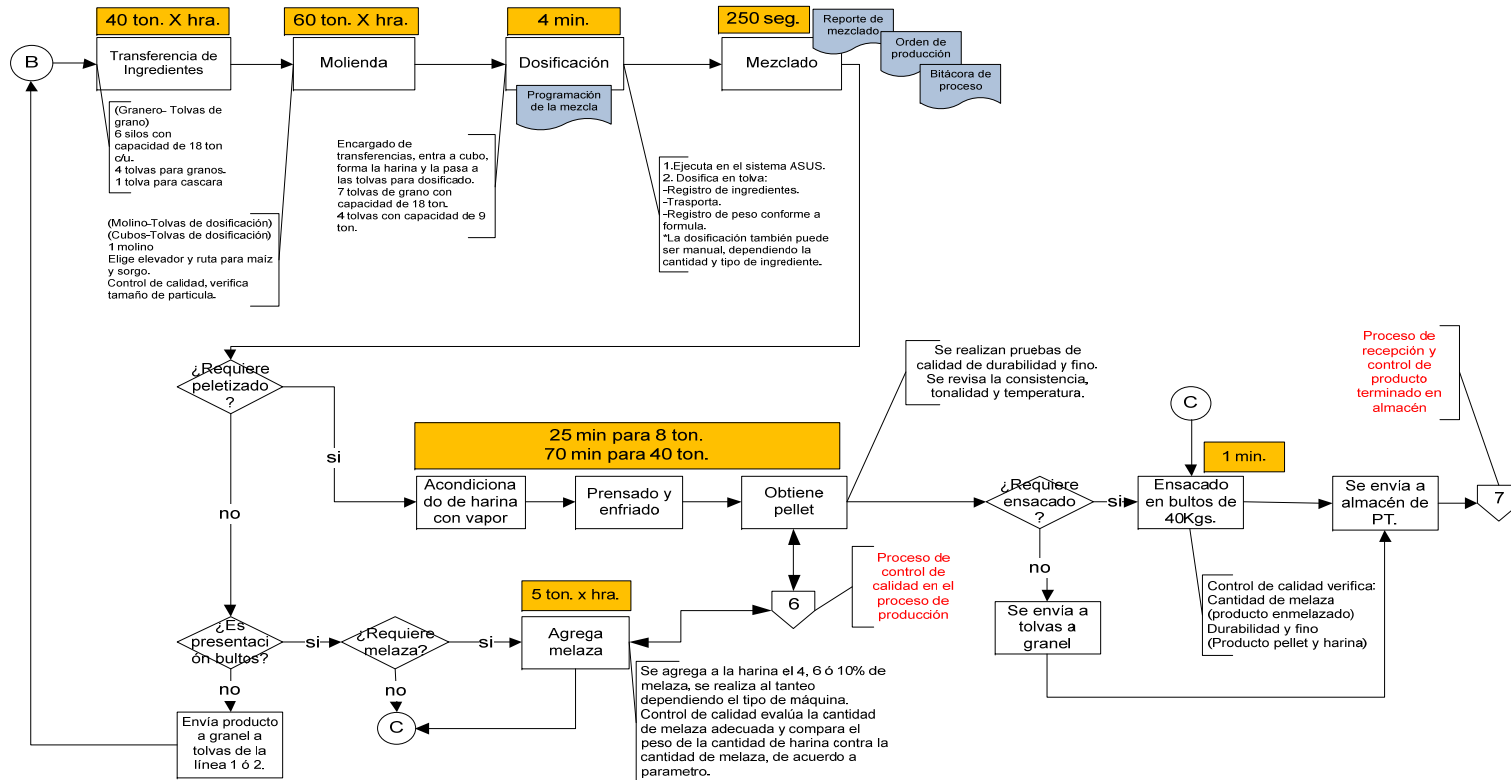 40 ton. X hra.
60 ton. X hra.
4 min.
250 seg.
Reporte de
mezclado
Orden de
producción
Bitácora de
proceso
B
Transferencia de
Ingredientes
Molienda
Dosificación
Mezclado
Programación
de la mezcla
(Granero- Tolvas de
grano)
6 silos con
capacidad de 18 ton
c/u.
4 tolvas para granos.
1 tolva para cascara
(Molino-Tolvas de dosificación)
(Cubos-Tolvas de dosificación)
1 molino
Elige elevador y ruta para maíz
y sorgo.
Control de calidad, verifica
tamaño de particula.
Encargado de
transferencias, entra a cubo,
forma la harina y la pasa a
las tolvas para dosificado.
7 tolvas de grano con
capacidad de 18 ton.
4 tolvas con capacidad de 9
ton.
1.Ejecuta en el sistema ASUS.
2. Dosifica en tolva:
-Registro de ingredientes.
-Trasporta.
-Registro de peso conforme a
formula.
*La dosificación también puede
ser manual, dependiendo la
cantidad y tipo de ingrediente.
¿Requiere
peletizado
?
si
no
25 min para 8 ton.
70 min para 40 ton.
Acondiciona
do de harina
con vapor
Prensado y
enfriado
Obtiene
pellet
Se realizan pruebas de
calidad de durabilidad y fino.
Se revisa la consistencia,
tonalidad y temperatura.
¿Requiere
ensacado
?
si
no
Se envía a
tolvas a
granel
C
1 min.
Ensacado
en bultos de
40Kgs.
Se envía a
almacén de
PT.
7
Proceso de
recepción y
control de
producto
terminado en
almacén
Control de calidad verifica:
Cantidad de melaza
(producto enmelazado)
Durabilidad y fino
(Producto pellet y harina)
6
Proceso de
control de
calidad en el
proceso de
producción
¿Es
presentaci
ón bultos?
si
no
¿Requiere
melaza?
si
no
5 ton. x hra.
Agrega
melaza
C
Envía producto
a granel a
tolvas de la
línea 1 ó 2.
Se agrega a la harina el 4, 6 ó 10% de
melaza, se realiza al tanteo
dependiendo el tipo de máquina.
Control de calidad evalúa la cantidad
de melaza adecuada y compara el
peso de la cantidad de harina contra la
cantidad de melaza, de acuerdo a
parametro.